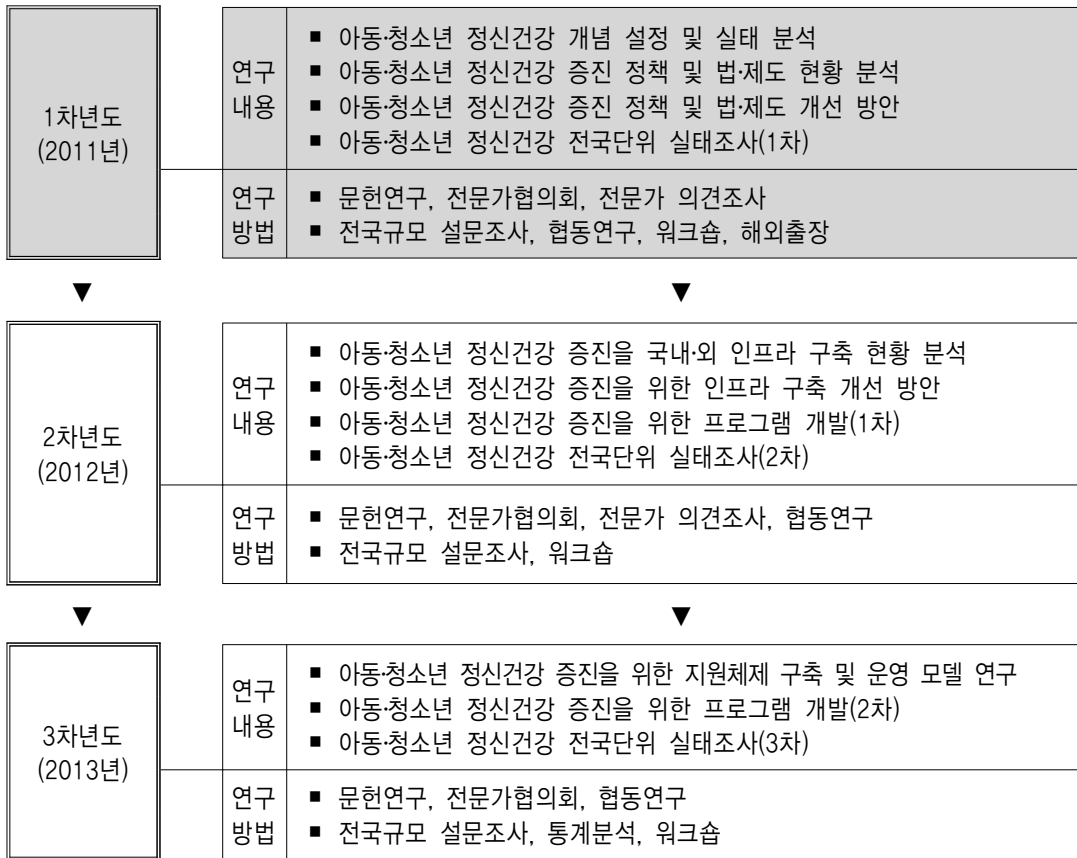 1차년도
(2011년)
연구
내용
■ 아동·청소년 정신건강 개념 설정 및 실태 분석
■ 아동·청소년 정신건강 증진 정책 및 법·제도 현황 분석
■ 아동·청소년 정신건강 증진 정책 및 법·제도 개선 방안
■ 아동·청소년 정신건강 전국단위 실태조사(1차)
연구
방법
■ 문헌연구, 전문가협의회, 전문가 의견조사
■ 전국규모 설문조사, 협동연구, 워크숍, 해외출장
▼ ▼
2차년도
(2012년)
연구
내용
■ 아동·청소년 정신건강 증진을 국내·외 인프라 구축 현황 분석
■ 아동·청소년 정신건강 증진을 위한 인프라 구축 개선 방안
■ 아동·청소년 정신건강 증진을 위한 프로그램 개발(1차)
■ 아동·청소년 정신건강 전국단위 실태조사(2차)
연구
방법
■ 문헌연구, 전문가협의회, 전문가 의견조사, 협동연구
■ 전국규모 설문조사, 워크숍
▼ ▼
3차년도
(2013년)
연구
내용
■ 아동·청소년 정신건강 증진을 위한 지원체제 구축 및 운영 모델 연구
■ 아동·청소년 정신건강 증진을 위한 프로그램 개발(2차)
■ 아동·청소년 정신건강 전국단위 실태조사(3차)
연구
방법
■ 문헌연구, 전문가협의회, 협동연구
■ 전국규모 설문조사, 통계분석, 워크숍